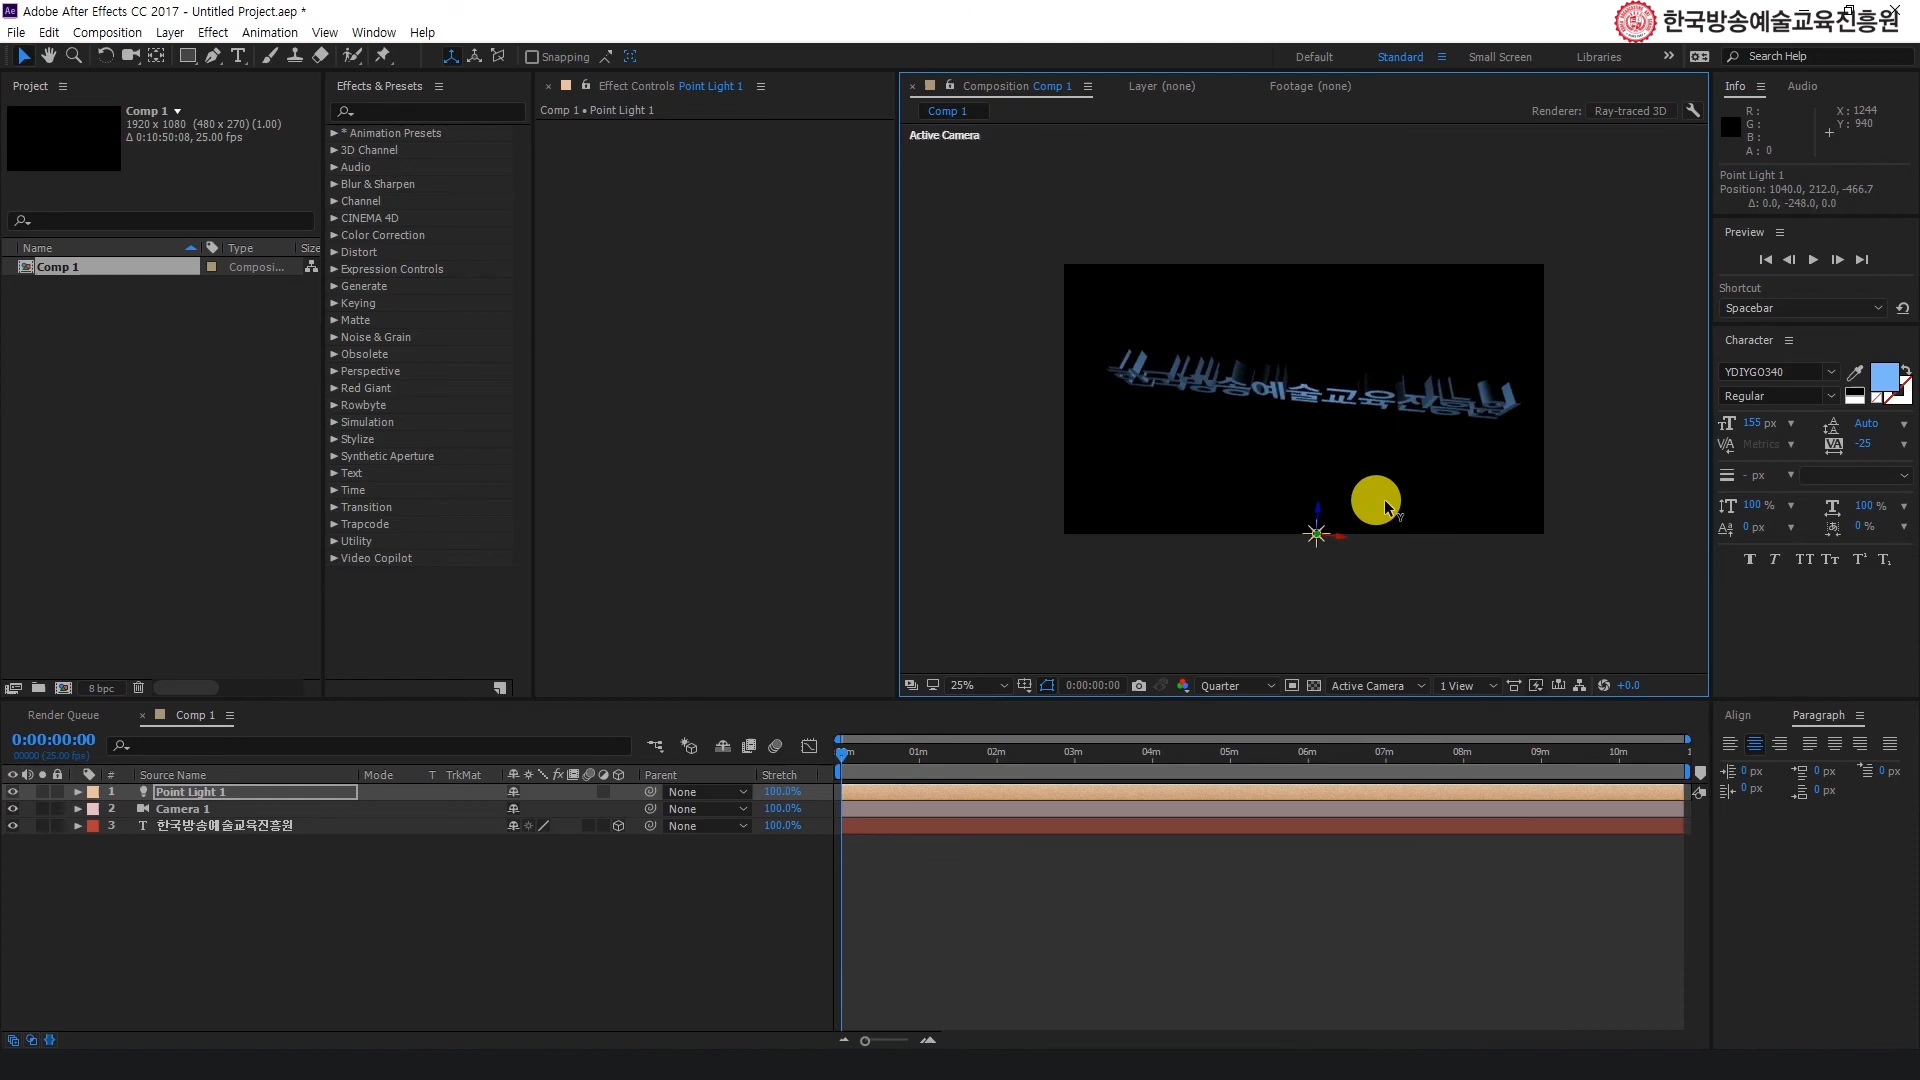 Ae Adobe After Effects CC 2017 - Untitled Project.aep *
한국방송예술교육진흥원
File Edit Composition Layer Effect Animation View Window Help
Snapping
Default Standard Small Screen Libraries Search Help
Project
Comp 1
1920 x 1080 (480 x 270) (1.00)
Δ 0:10:50:08, 25.00 fps
Name Type Size
Comp 1 Composi...
8 bpc
Effects & Presets
* Animation Presets
3D Channel
Audio
Blur & Sharpen
Channel
CINEMA 4D
Color Correction
Distort
Expression Controls
Generate
Keying
Matte
Noise & Grain
Obsolete
Perspective
Red Giant
Rowbyte
Simulation
Stylize
Synthetic Aperture
Text
Time
Transition
Trapcode
Utility
Video Copilot
Effect Controls Point Light 1
Comp 1 • Point Light 1
Composition Comp 1 Layer (none) Footage (none)
Comp 1 Renderer: Ray-traced 3D
Active Camera
한국방송예술교육진흥원
25% 0:00:00:00 Quarter Active Camera 1 View +0.0
Info Audio
R : X : 1244
G : Y : 940
B :
A : 0
Point Light 1
Position: 1040.0, 212.0, -466.7
Δ: 0.0, -248.0, 0.0
Preview
Shortcut
Spacebar
Character
YDIYGO340
Regular
155 px Auto
Metrics -25
- px
100 % 100 %
0 px 0 %
T T TT Tт T¹ T₁
Render Queue Comp 1
0:00:00:00
00000 (25.00 fps)
# Source Name Mode T TrkMat Parent Stretch
1 Point Light 1 None 100.0%
2 Camera 1 None 100.0%
3 T 한국방송예술교육진흥원 None 100.0%
01m 02m 03m 04m 05m 06m 07m 08m 09m 10m
Align Paragraph
0 px 0 px 0 px
0 px 0 px